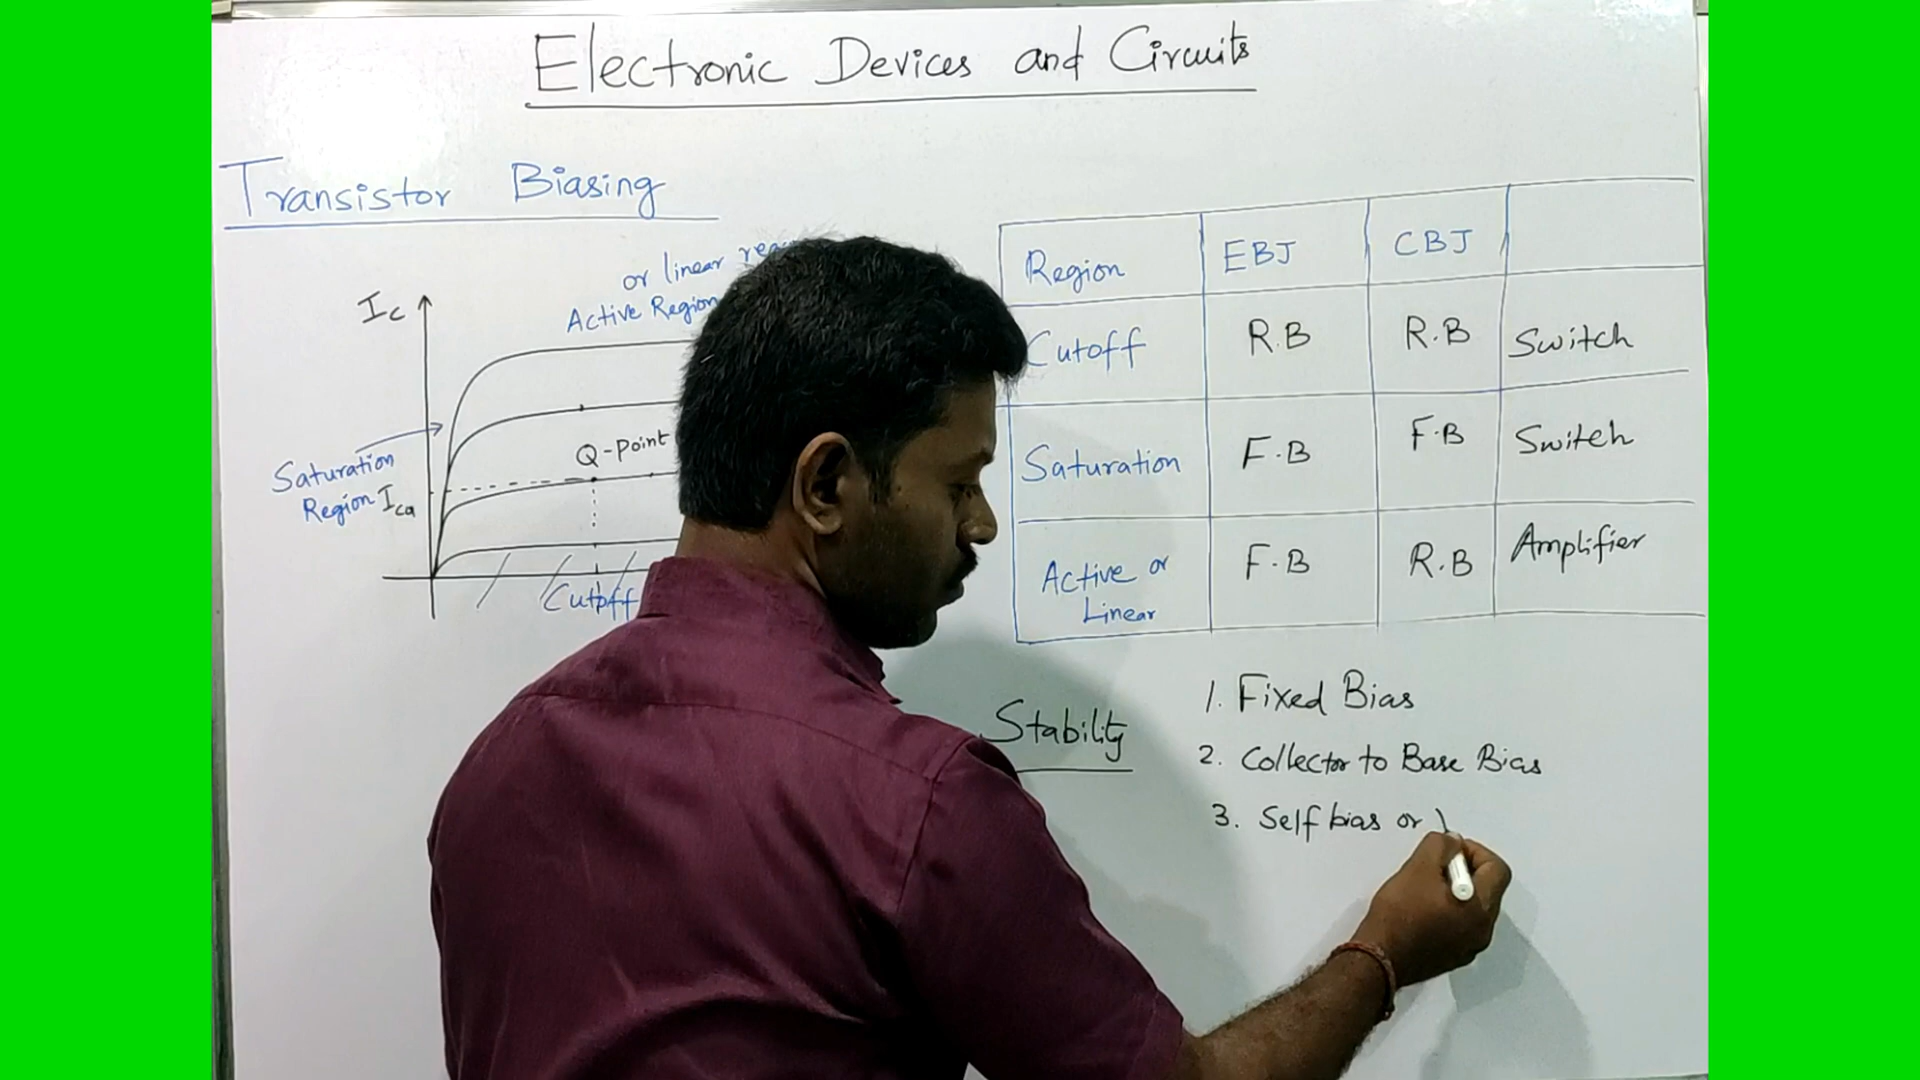 Electronic Devices and Circuits
Transistor Biasing
or linear
Active Region
Ic
Q-Point
Saturation
Region
Cutoff
Region EBJ CBJ
Cutoff R.B R.B Switch
Saturation F.B F.B Switch
Active or Linear F.B R.B Amplifier
Stability
1. Fixed Bias
2. Collector to Base Bias
3. Self bias or